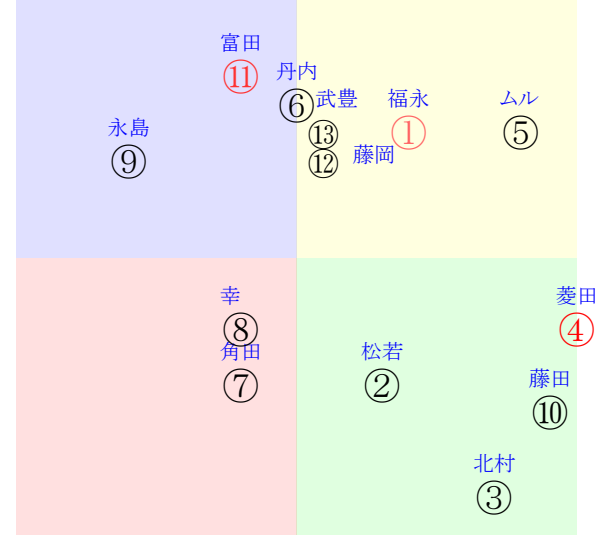 富田
⑪
丹内
⑥
武豊
⑬
福永
①
ムル
⑤
永島
⑨
藤岡
⑫
幸
⑧
角田
⑦
松若
②
菱田
④
藤田
⑩
北村
③